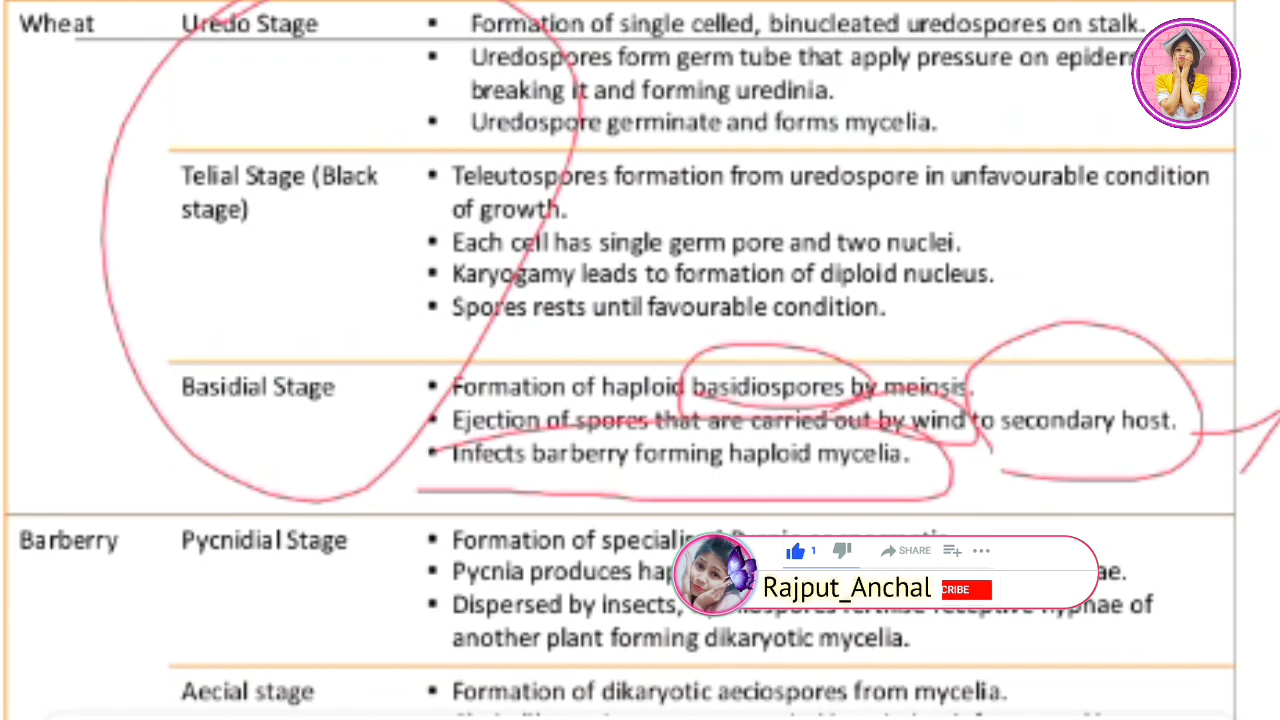 Wheat
Uredo Stage
Formation of single celled, binucleated uredospores on stalk.
Uredospores form germ tube that apply pressure on
breaking it and forming uredinia.
Uredospore germinate and forms mycelia.
Telial Stage (Black
stage)
Teleutospores formation from uredospore in unfavourable condition
of growth.
Each cell has single germ pore and two nuclei.
Karyogamy leads to formation of diploid nucleus.
Spores rests until favourable condition.
Basidial Stage
Formation of haploid basidiospores by meiosis.
Ejection of spores that are carried out by wind to secondary host.
Infects barberry forming haploid mycelia.
Barberry
Pycnidial Stage
Formation of
Pycnia produces
Dispersed by insects, of
another plant forming dikaryotic mycelia.
1 SHARE
Rajput_Anchal
Aecial stage
Formation of dikaryotic aeciospores from mycelia.